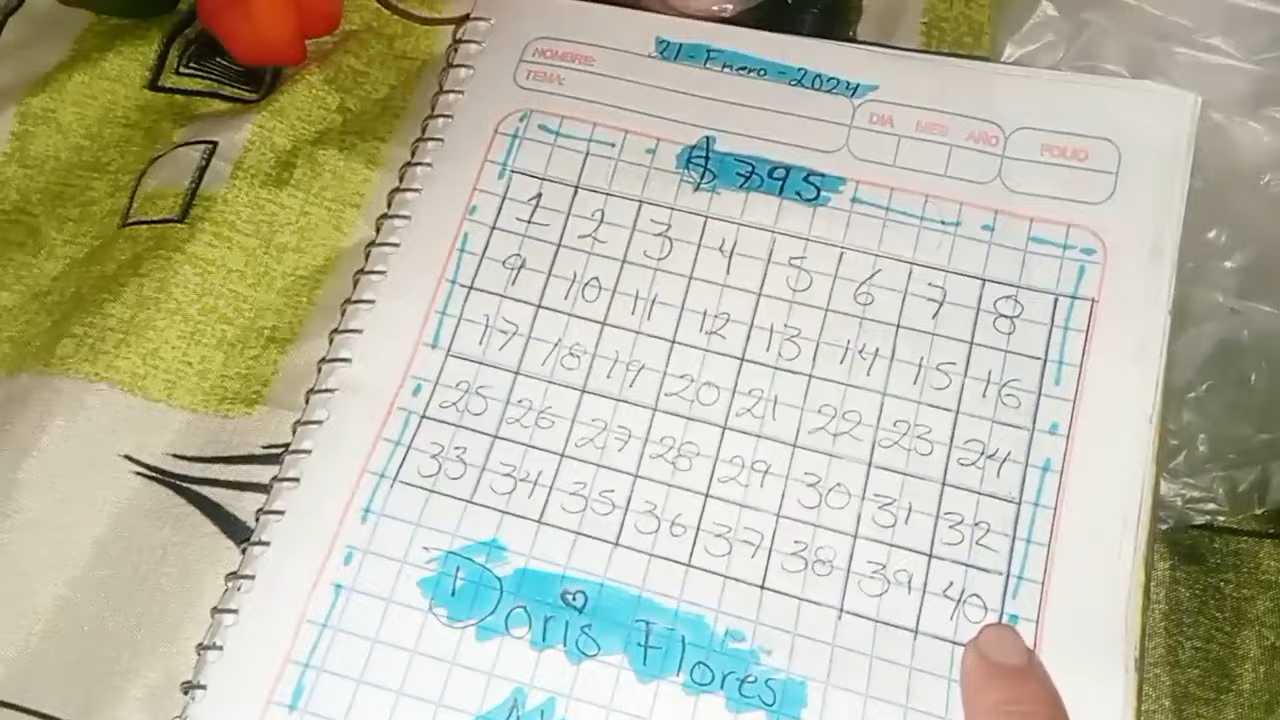 21-Enero-2024
NOMBRE:
TEMA:
DIA MES AÑO
FOLIO
$795
1 2 3 4 5 6 7 8
9 10 11 12 13 14 15 16
17 18 19 20 21 22 23 24
25 26 27 28 29 30 31 32
33 34 35 36 37 38 39 40
Doris Flores